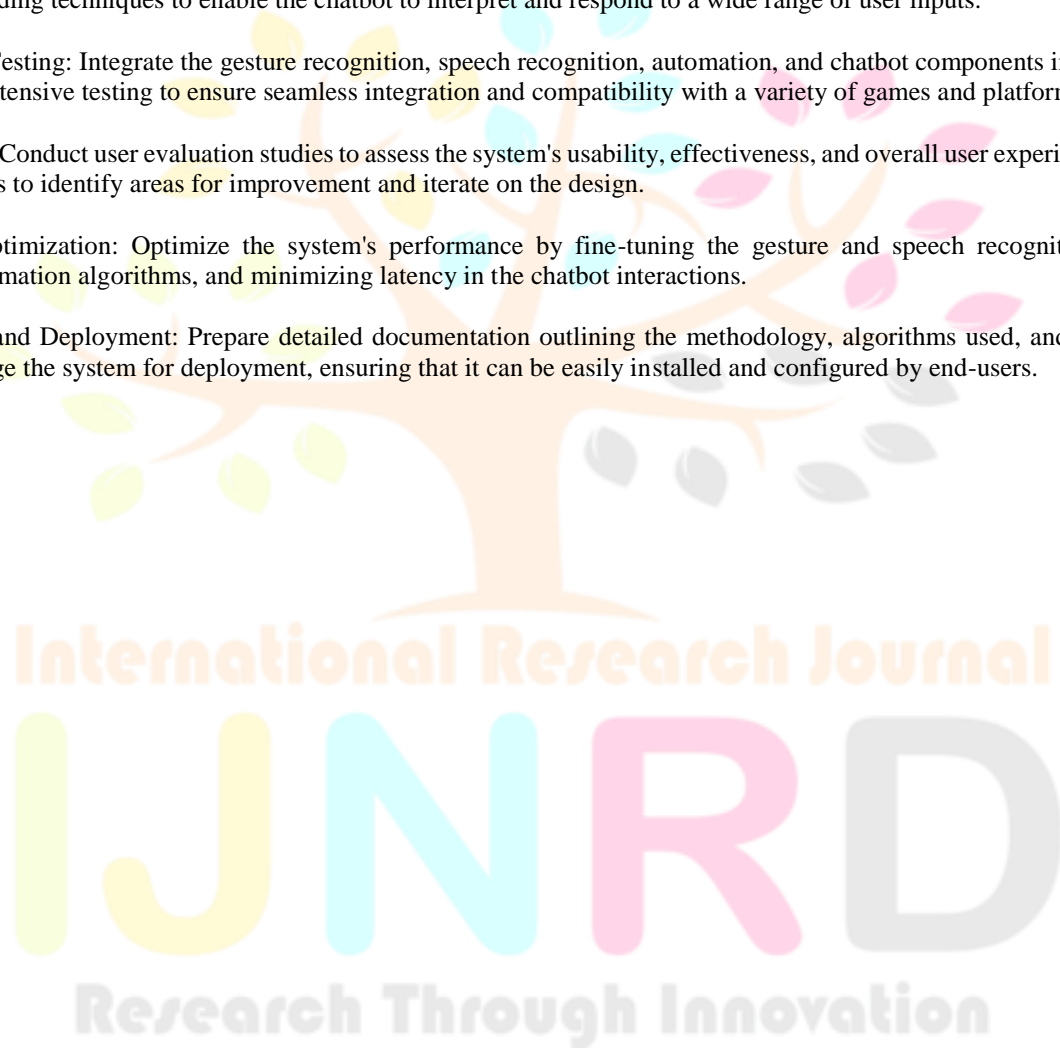 ding techniques to enable the chatbot to interpret and respond to a wide range of user inputs.
Testing: Integrate the gesture recognition, speech recognition, automation, and chatbot components i
tensive testing to ensure seamless integration and compatibility with a variety of games and platfor
Conduct user evaluation studies to assess the system's usability, effectiveness, and overall user experi
s to identify areas for improvement and iterate on the design.
ptimization: Optimize the system's performance by fine-tuning the gesture and speech recognit
mation algorithms, and minimizing latency in the chatbot interactions.
and Deployment: Prepare detailed documentation outlining the methodology, algorithms used, and
ge the system for deployment, ensuring that it can be easily installed and configured by end-users.
International Research Journal
IJNRD
Research Through Innovation